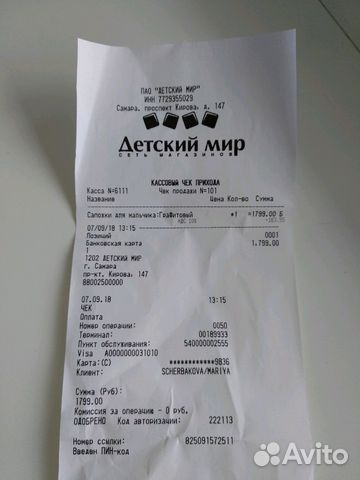 ПАО "ДЕТСКИЙ МИР"
ИНН 7729355029
Самара, проспект Кирова, д. 147
Детский мир
СЕТЬ МАГАЗИНОВ
КАССОВЫЙ ЧЕК ПРИХОДА
Касса N=6111 Чек продажи N=101
Название Цена Кол-во Сумма
Сапожки для мальчика:Графитовый *1 =1799.00 Б
НДС 10% =163.55
07/09/18 13:15
Позиций 0001
Банковская карта 1,799.00
1
1202 ДЕТСКИЙ МИР
г. Самара
пр-кт. Кирова, 147
88002500000
07.09.18 13:15
ЧЕК
Оплата
Номер операции: 0050
Терминал: 00189933
Пункт обслуживания: 540000002555
Visa A0000000031010
Карта:(C) ************9836
Клиент: SCHERBAKOVA/MARIYA
Сумма (Руб):
1799.00
Комиссия за операцию - 0 руб.
ОДОБРЕНО Код авторизации: 222113
Номер ссылки: 825091572511
Введен ПИН-код
Avito